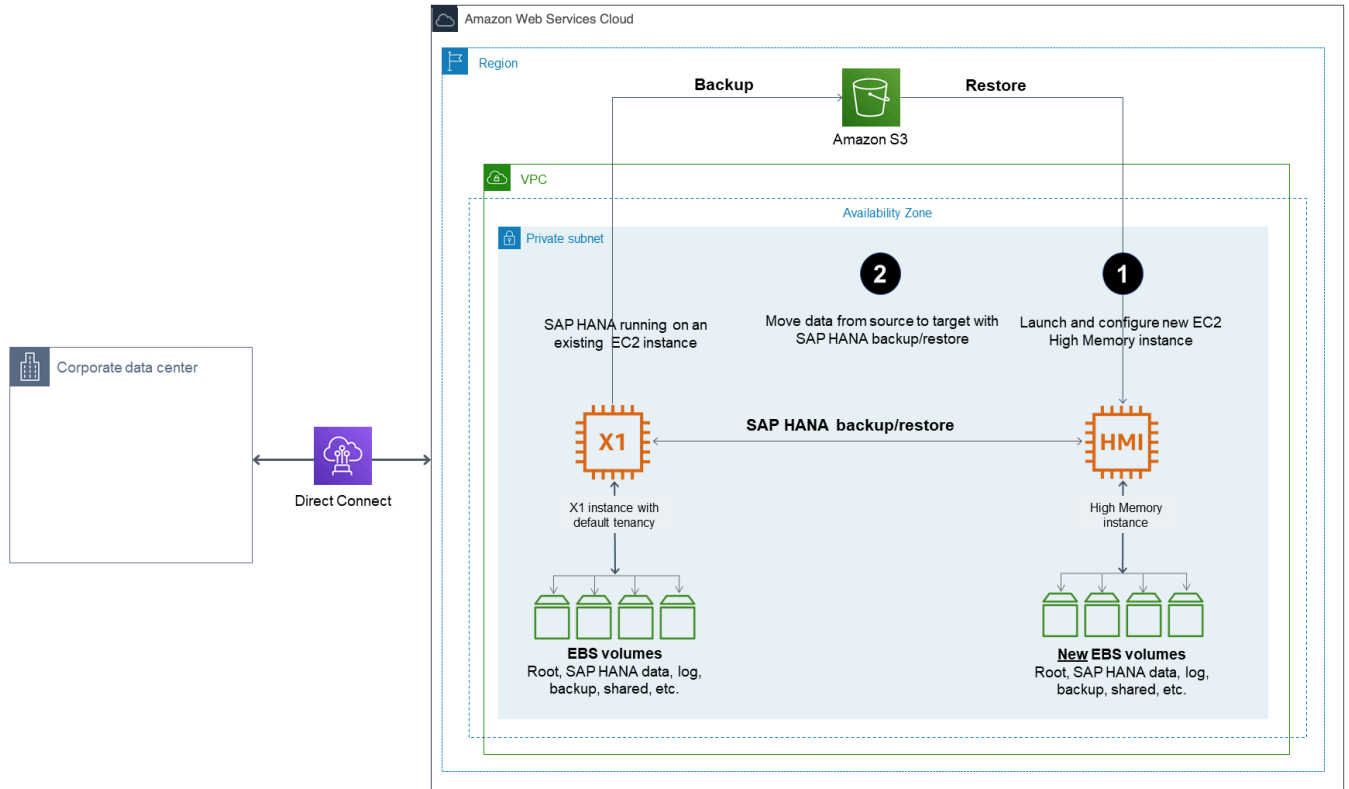 Amazon Web Services Cloud
Region
Backup
Restore
Amazon S3
VPC
Availability Zone
Private subnet
2
1
SAP HANA running on an
existing EC2 instance
Move data from source to target with
SAP HANA backup/restore
Launch and configure new EC2
High Memory instance
Corporate data center
Direct Connect
X1
SAP HANA backup/restore
HMI
X1 instance with
default tenancy
High Memory
instance
EBS volumes
Root, SAP HANA data, log,
backup, shared, etc.
New EBS volumes
Root, SAP HANA data, log,
backup, shared, etc.